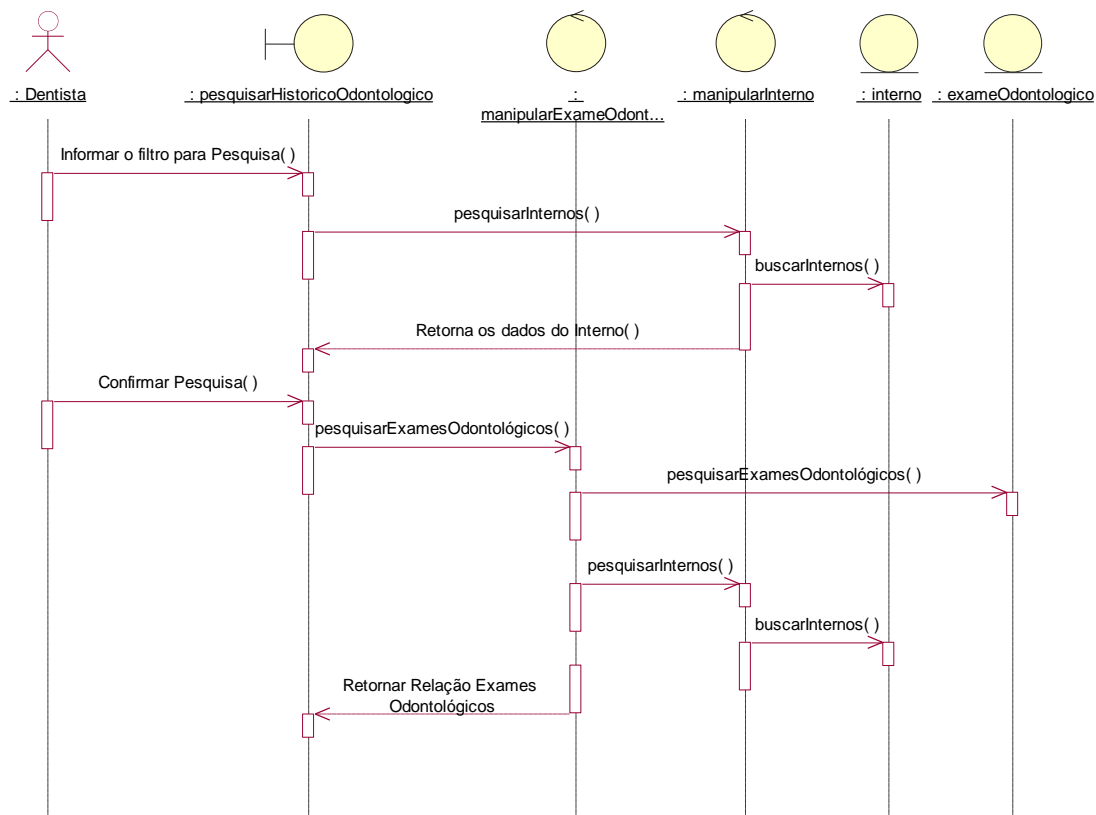 : Dentista
: pesquisarHistoricoOdontologico
:
manipularExameOdont...
: manipularInterno
: interno
: exameOdontologico
Informar o filtro para Pesquisa( )
pesquisarInternos( )
buscarInternos( )
Retorna os dados do Interno( )
Confirmar Pesquisa( )
pesquisarExamesOdontológicos( )
pesquisarExamesOdontológicos( )
pesquisarInternos( )
buscarInternos( )
Retornar Relação Exames
Odontológicos